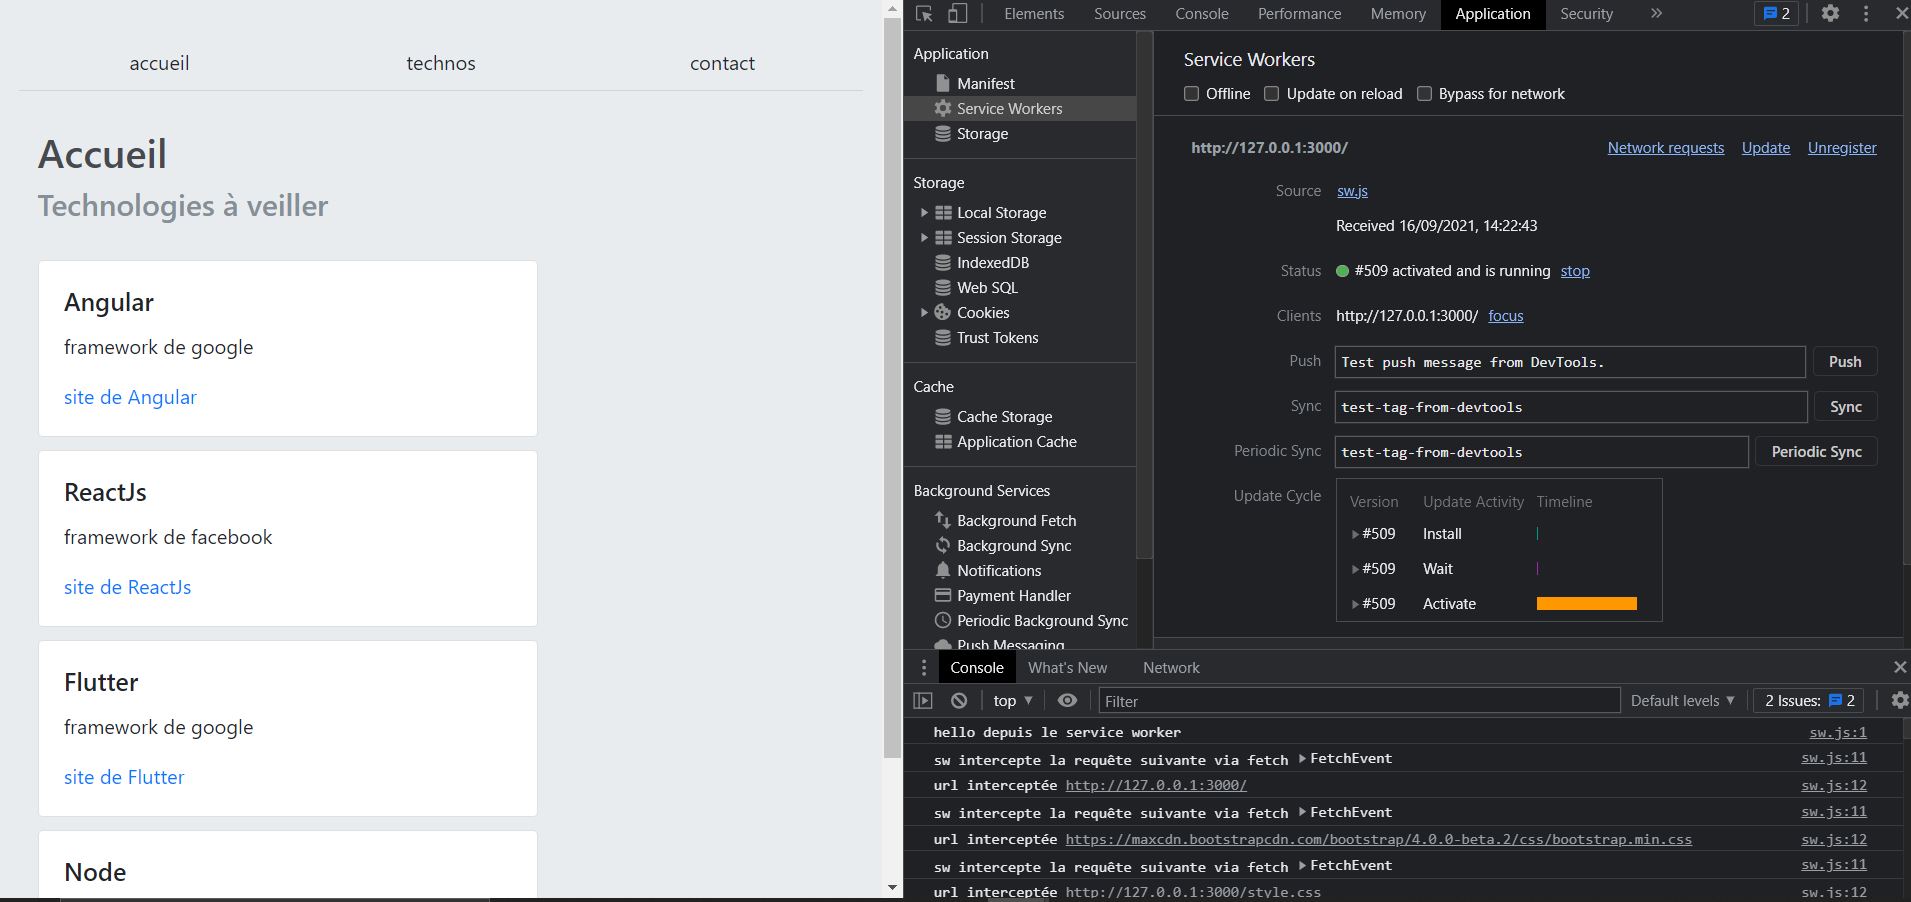 accueil technos contact
Accueil
Technologies à veiller
Angular
framework de google
site de Angular
ReactJs
framework de facebook
site de ReactJs
Flutter
framework de google
site de Flutter
Node
Elements Sources Console Performance Memory Application Security » 2
Application
Manifest
Service Workers
Storage
Storage
Local Storage
Session Storage
IndexedDB
Web SQL
Cookies
Trust Tokens
Cache
Cache Storage
Application Cache
Background Services
Background Fetch
Background Sync
Notifications
Payment Handler
Periodic Background Sync
Push Messaging
Service Workers
Offline Update on reload Bypass for network
http://127.0.0.1:3000/ Network requests Update Unregister
Source sw.js
Received 16/09/2021, 14:22:43
Status #509 activated and is running stop
Clients http://127.0.0.1:3000/ focus
Push Test push message from DevTools. Push
Sync test-tag-from-devtools Sync
Periodic Sync test-tag-from-devtools Periodic Sync
Update Cycle Version Update Activity Timeline
#509 Install
#509 Wait
#509 Activate
Console What's New Network
top Filter Default levels 2 Issues: 2
hello depuis le service worker sw.js:1
sw intercepte la requête suivante via fetch FetchEvent sw.js:11
url interceptée http://127.0.0.1:3000/ sw.js:12
sw intercepte la requête suivante via fetch FetchEvent sw.js:11
url interceptée https://maxcdn.bootstrapcdn.com/bootstrap/4.0.0-beta.2/css/bootstrap.min.css sw.js:12
sw intercepte la requête suivante via fetch FetchEvent sw.js:11
url interceptée http://127.0.0.1:3000/style.css sw.js:12